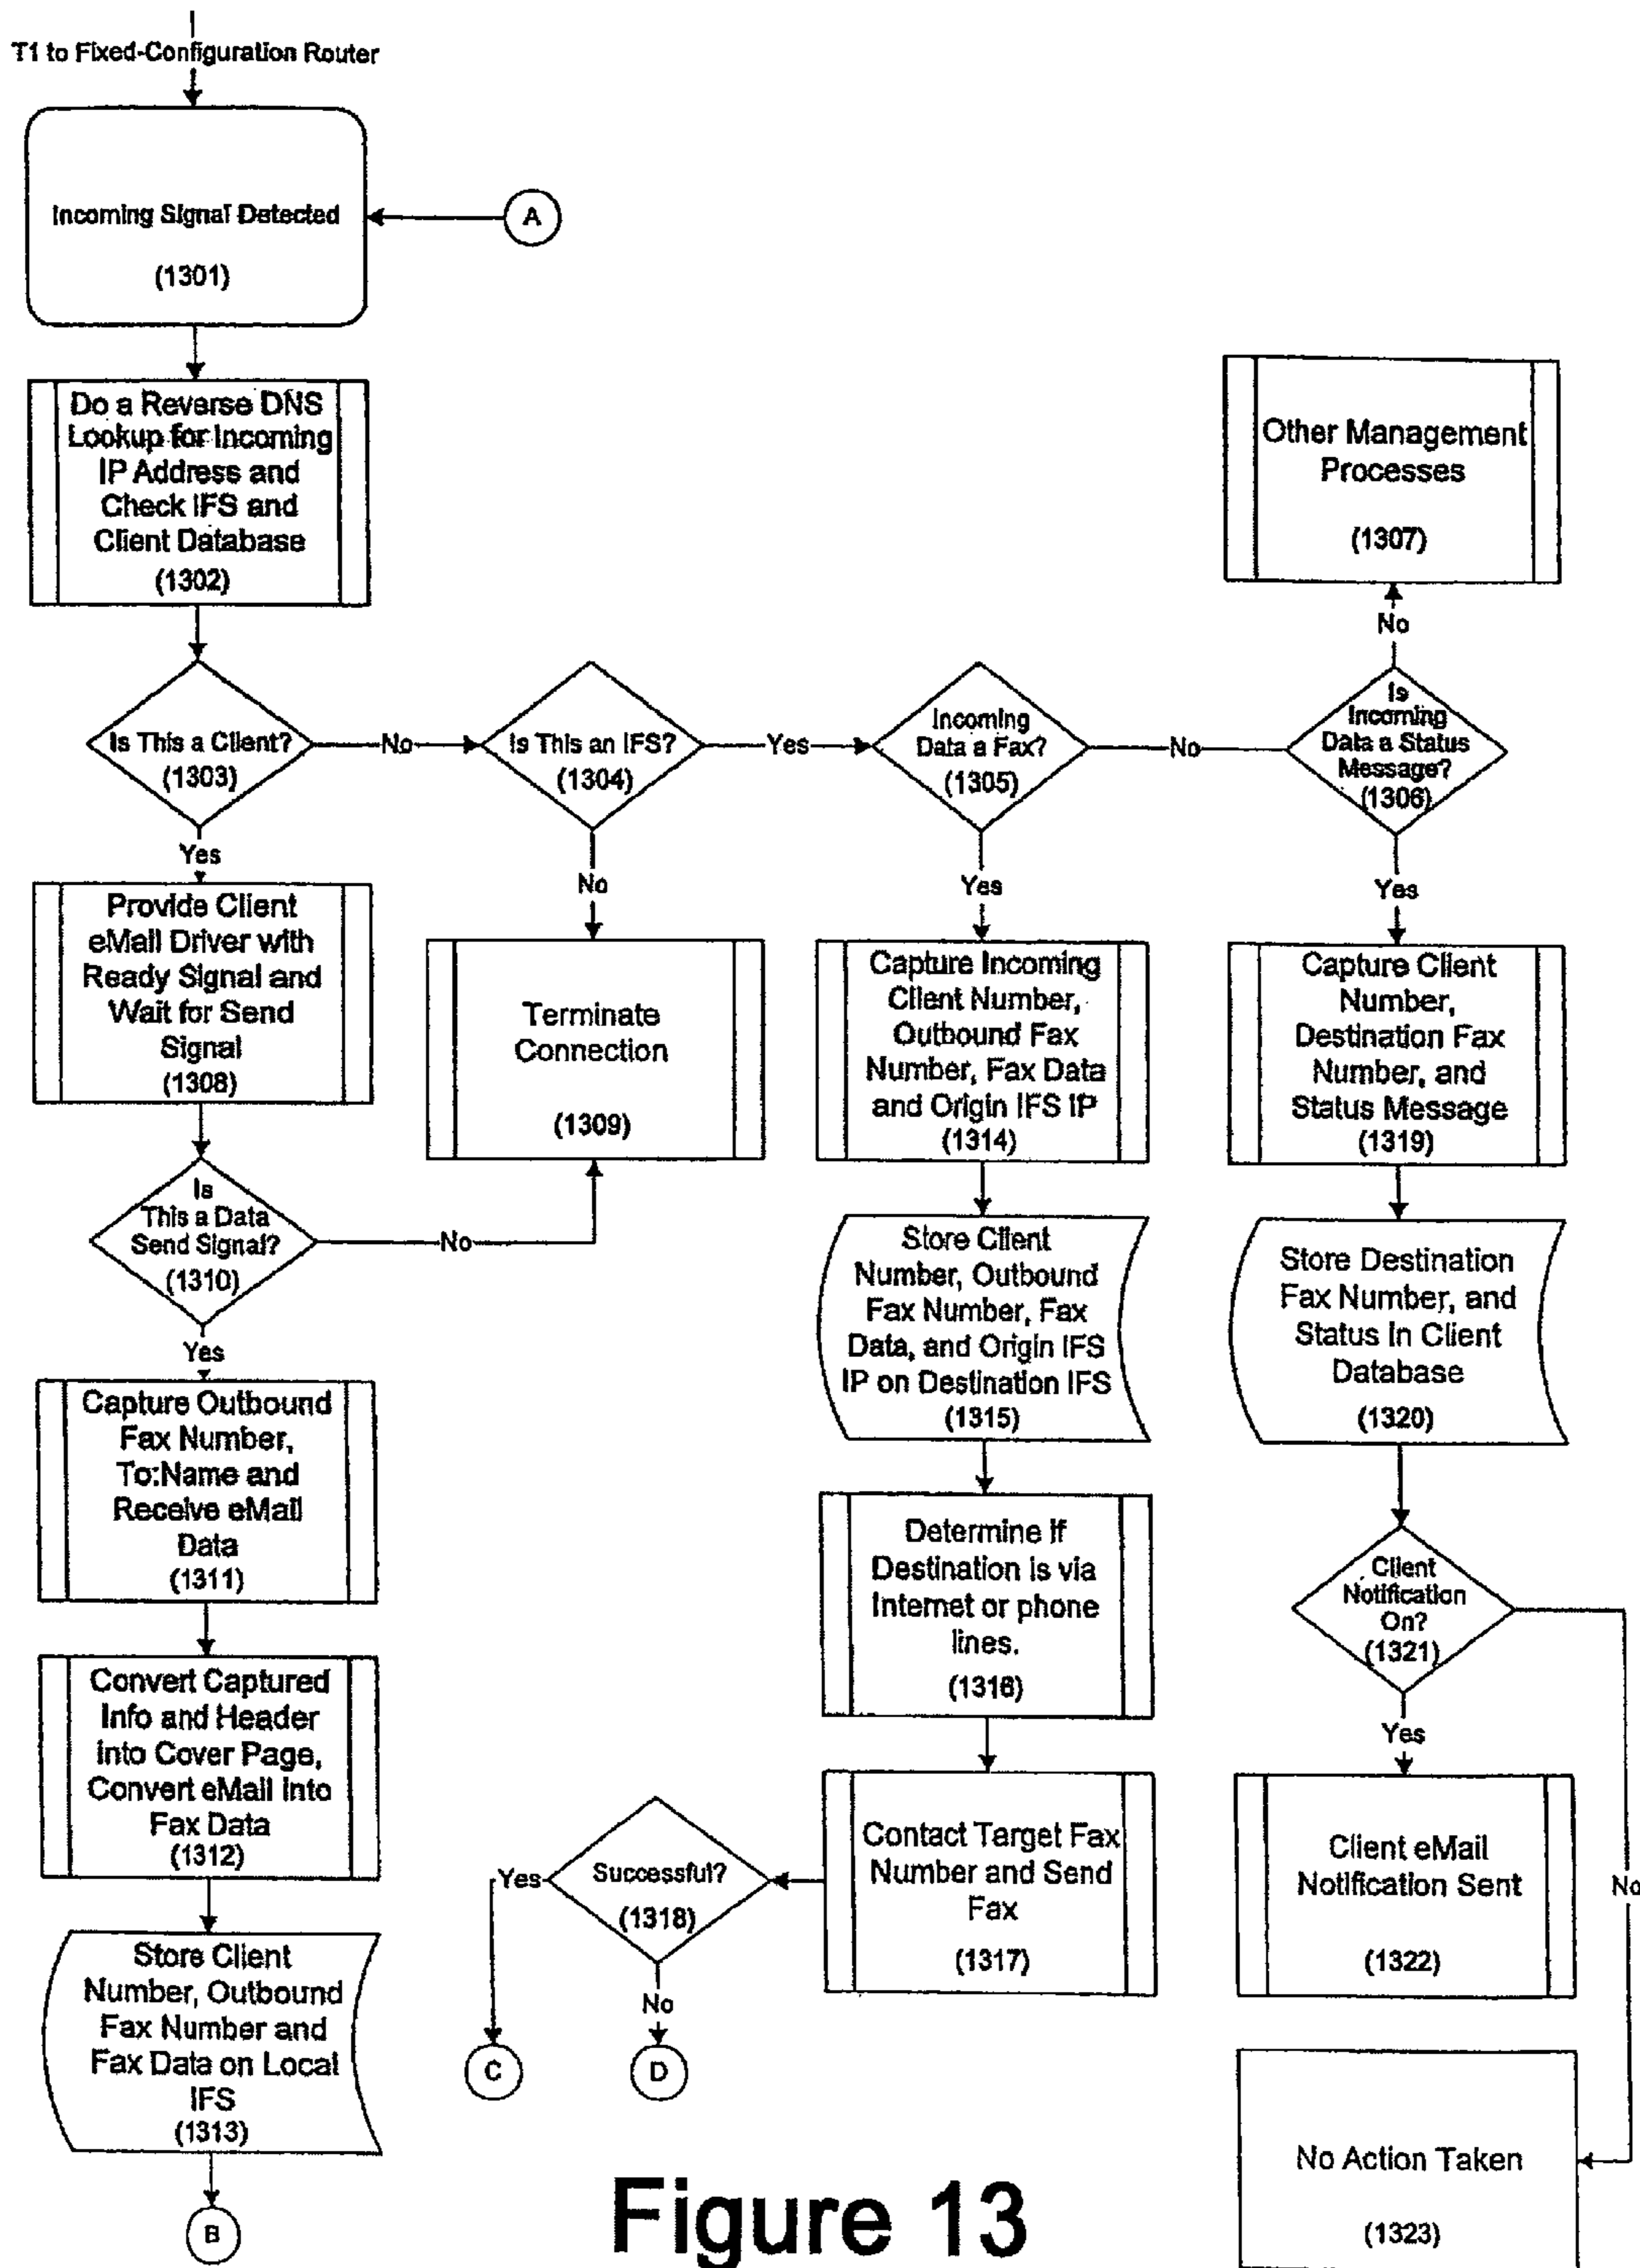 T1 to Fixed-Configuration Router
Incoming Signal Detected
(1301)
A
Do a Reverse DNS
Lookup for Incoming
IP Address and
Check IFS and
Client Database
(1302)
Other Management
Processes
(1307)
No
Is This a Client?
(1303)
No
Is This an IFS?
(1304)
Yes
Incoming
Data a Fax?
(1305)
No
Is
Incoming
Data a Status
Message?
(1306)
Yes
No
Yes
Yes
Provide Client
eMail Driver with
Ready Signal and
Wait for Send
Signal
(1308)
Terminate
Connection
(1309)
Capture Incoming
Client Number,
Outbound Fax
Number, Fax Data
and Origin IFS IP
(1314)
Capture Client
Number,
Destination Fax
Number, and
Status Message
(1319)
Is
This a Data
Send Signal?
(1310)
No
Store Client
Number, Outbound
Fax Number, Fax
Data, and Origin IFS
IP on Destination IFS
(1315)
Store Destination
Fax Number, and
Status in Client
Database
(1320)
Yes
Capture Outbound
Fax Number,
To:Name and
Receive eMail
Data
(1311)
Determine if
Destination is via
Internet or phone
lines.
(1316)
Client
Notification
On?
(1321)
Yes
No
Convert Captured
Info and Header
into Cover Page,
Convert eMail into
Fax Data
(1312)
Yes
Successful?
(1318)
No
Contact Target Fax
Number and Send
Fax
(1317)
Client eMail
Notification Sent
(1322)
Store Client
Number, Outbound
Fax Number and
Fax Data on Local
IFS
(1313)
C
D
No Action Taken
(1323)
B
Figure 13